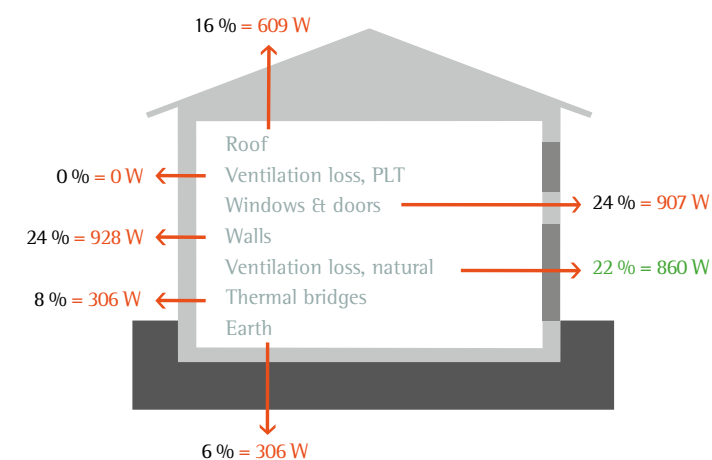 16 % = 609 W
Roof
0 % = 0 W
Ventilation loss, PLT
Windows & doors
24 % = 907 W
24 % = 928 W
Walls
Ventilation loss, natural
22 % = 860 W
8 % = 306 W
Thermal bridges
Earth
6 % = 306 W